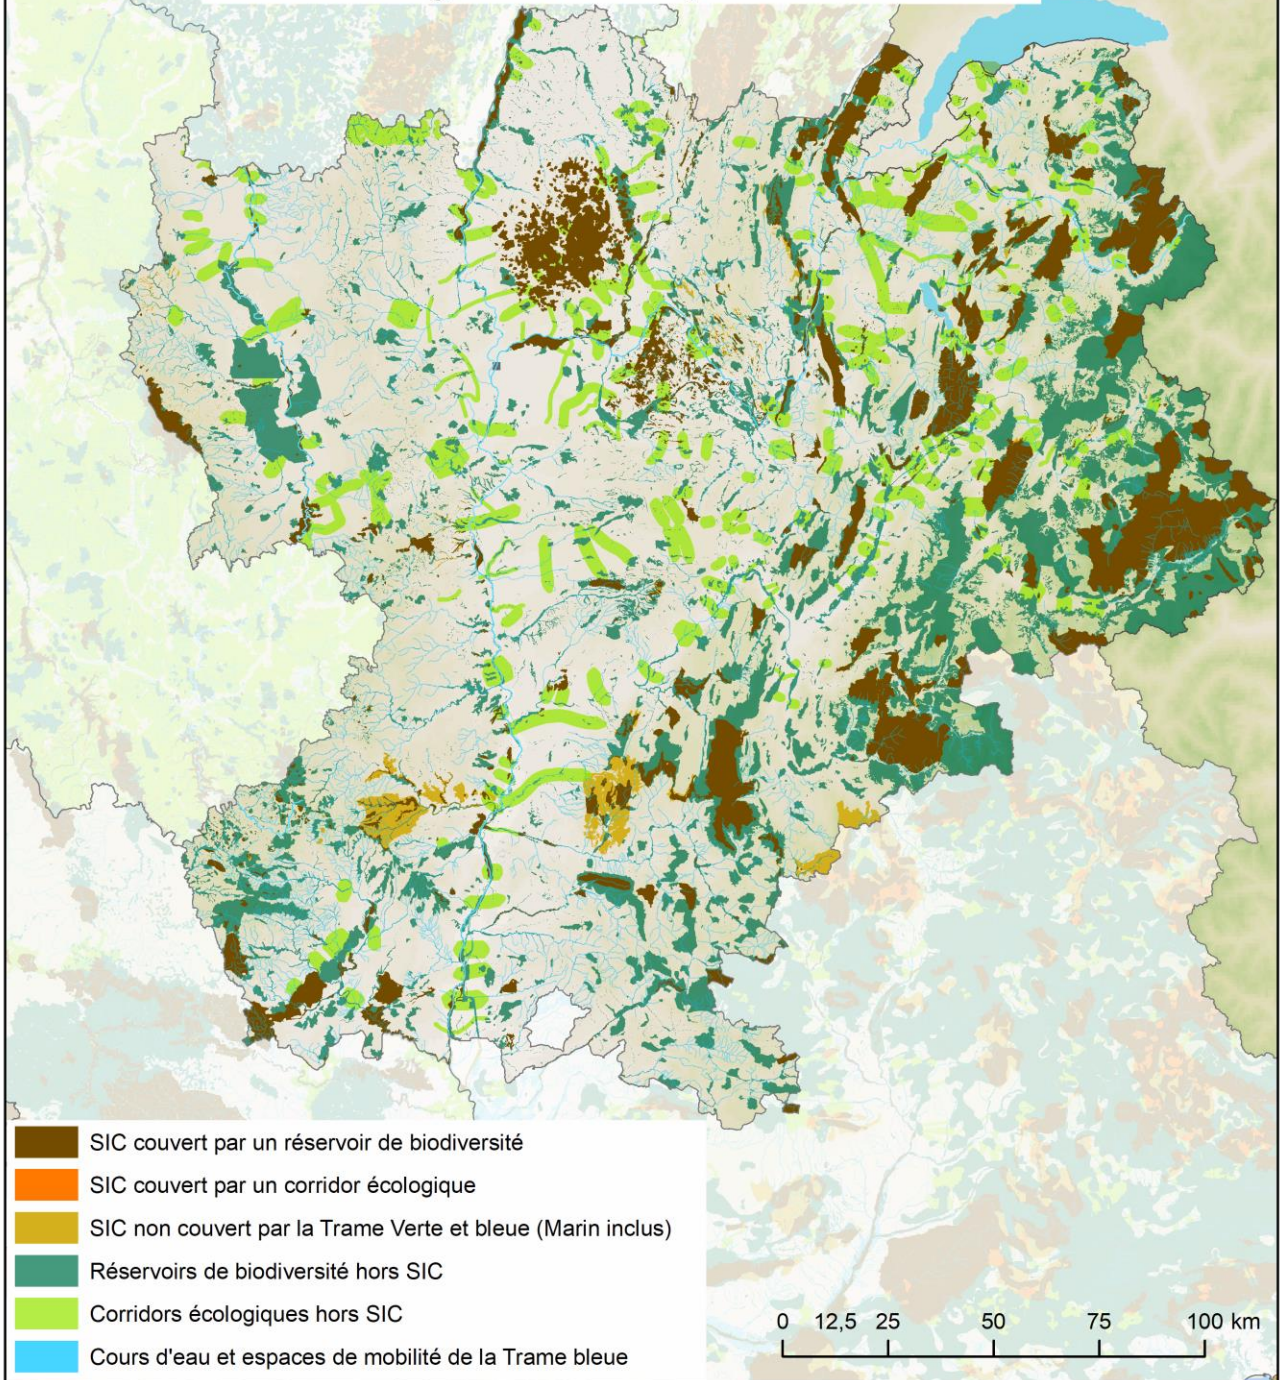 SIC couvert par un réservoir de biodiversité
SIC couvert par un corridor écologique
SIC non couvert par la Trame Verte et bleue (Marin inclus)
Réservoirs de biodiversité hors SIC
Corridors écologiques hors SIC
Cours d'eau et espaces de mobilité de la Trame bleue
0 12,5 25 50 75 100 km